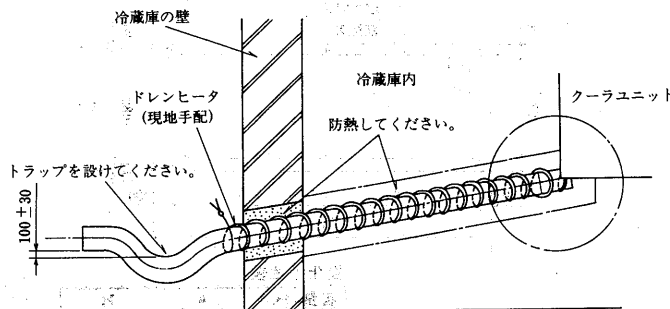 冷蔵庫の壁
冷蔵庫内
クーラユニット
ドレンヒータ
(現地手配)
防熱してください。
トラップを設けてください。
100±30